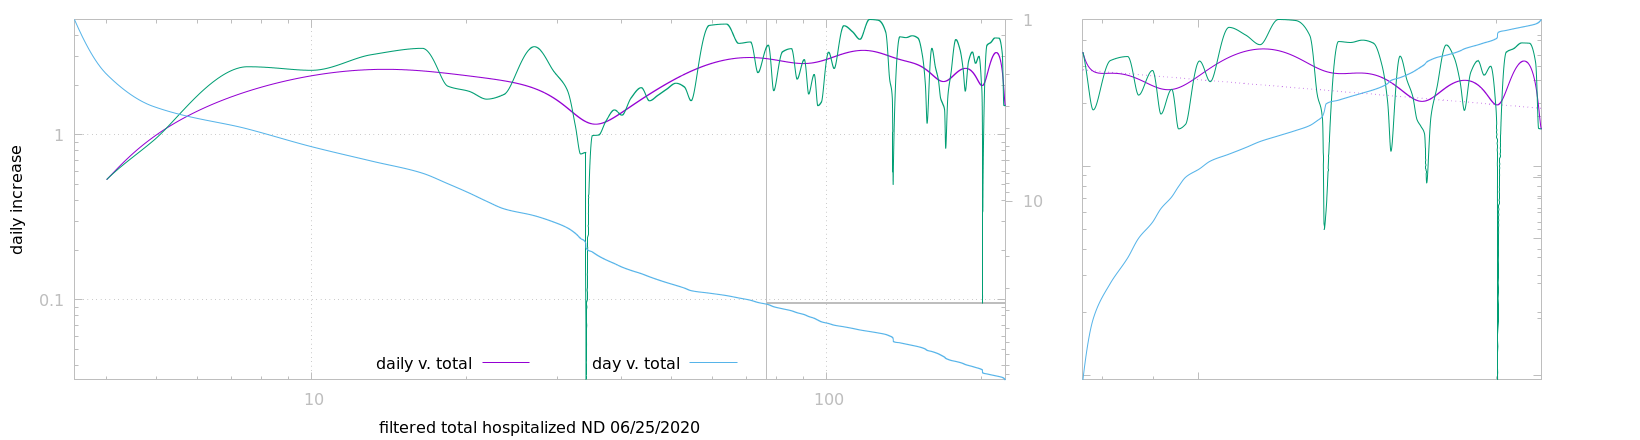 1
1
10
daily increase
0.1
daily v. total
day v. total
10
100
filtered total hospitalized ND 06/25/2020